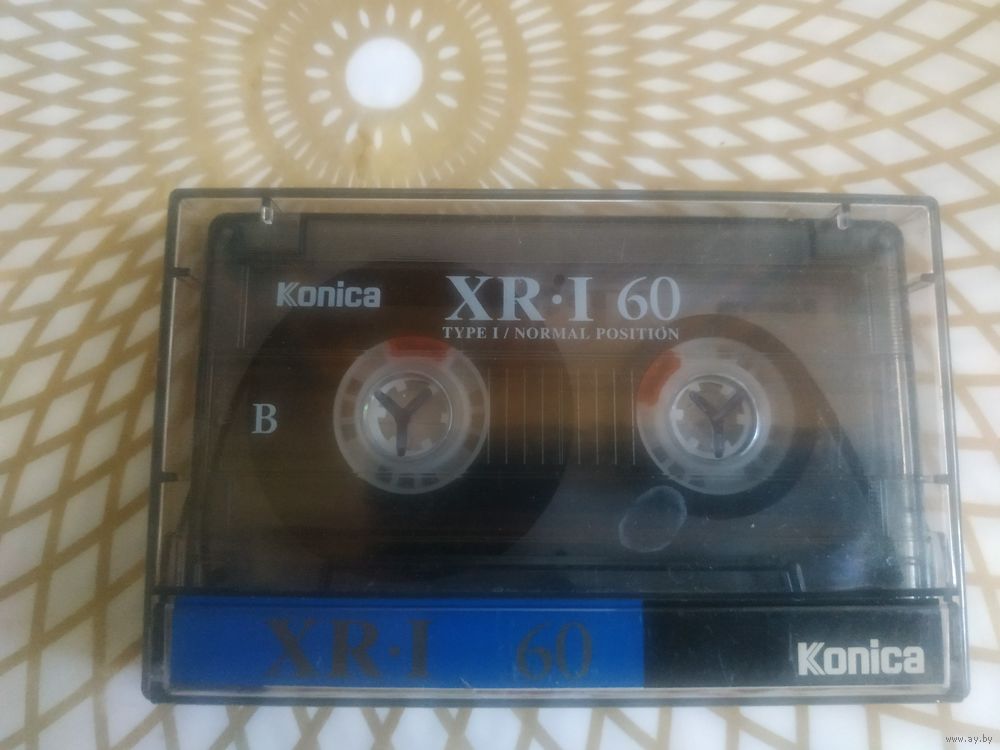 Konica
XR·I 60
TYPE I / NORMAL POSITION
B
XR·I 60
Konica
www.ay.by